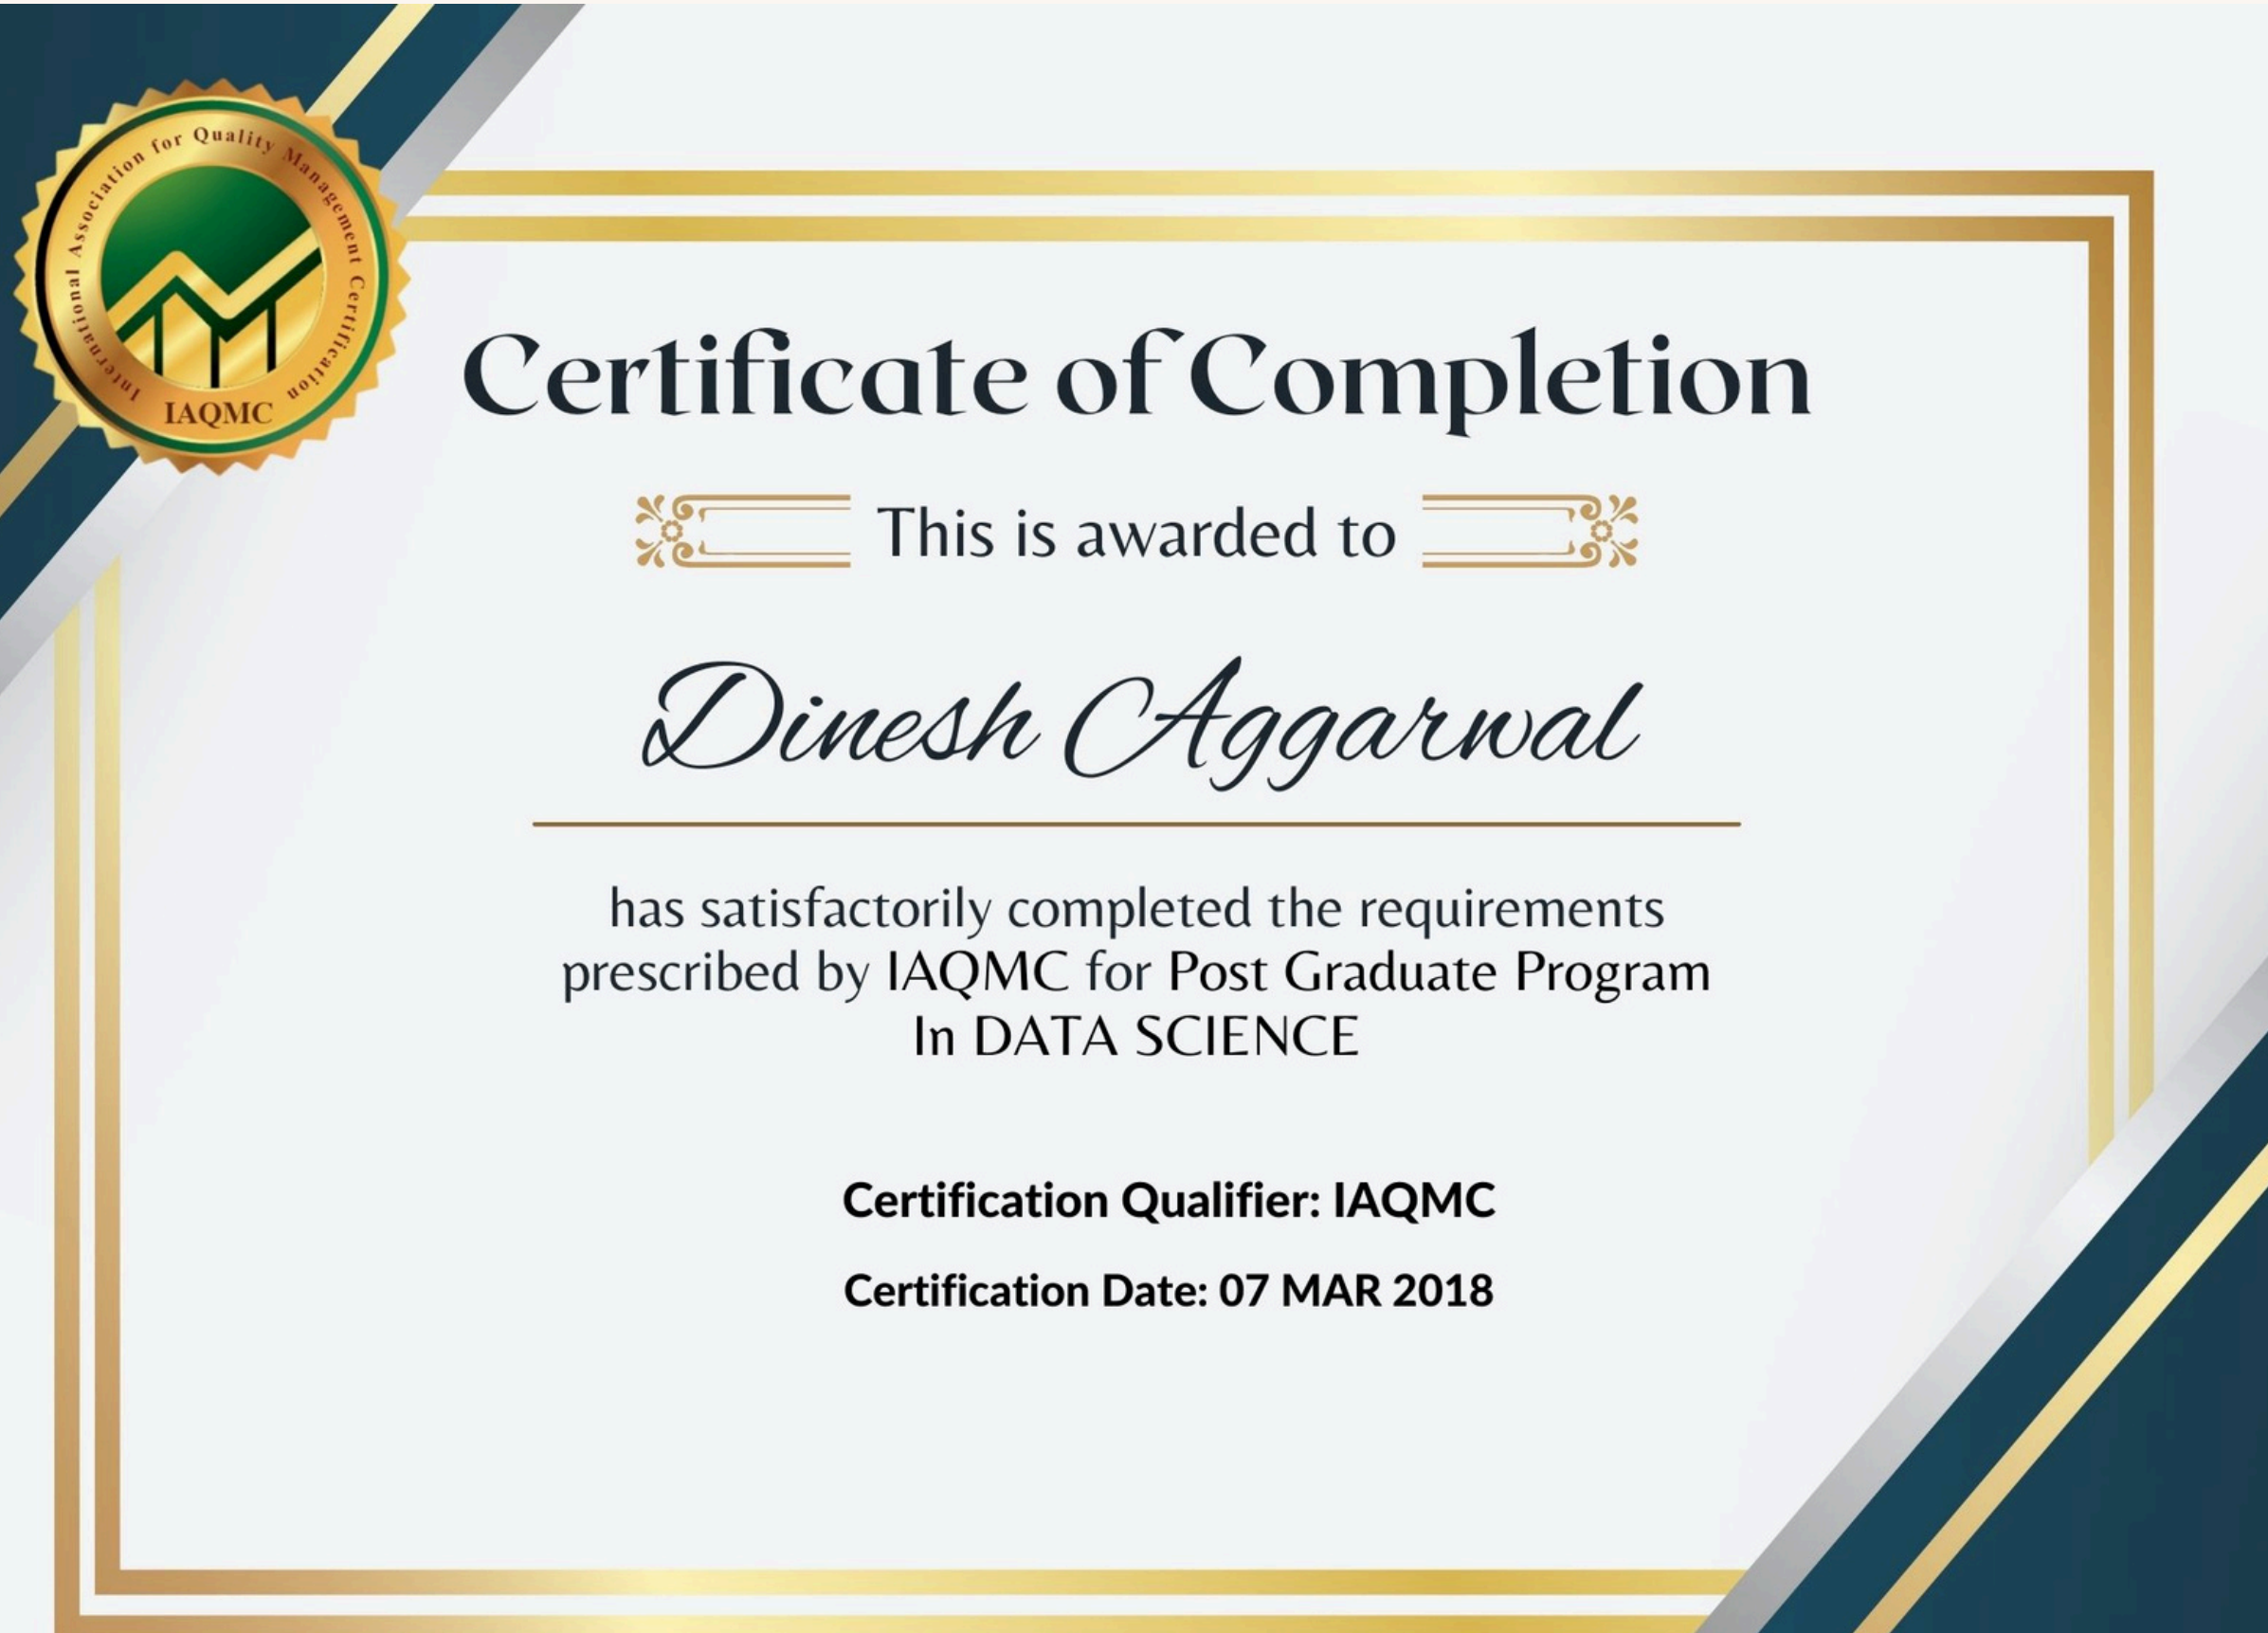 International Association for Quality Management Certification
IAQMC
Certificate of Completion
This is awarded to
Dinesh Aggarwal
has satisfactorily completed the requirements
prescribed by IAQMC for Post Graduate Program
In DATA SCIENCE
Certification Qualifier: IAQMC
Certification Date: 07 MAR 2018